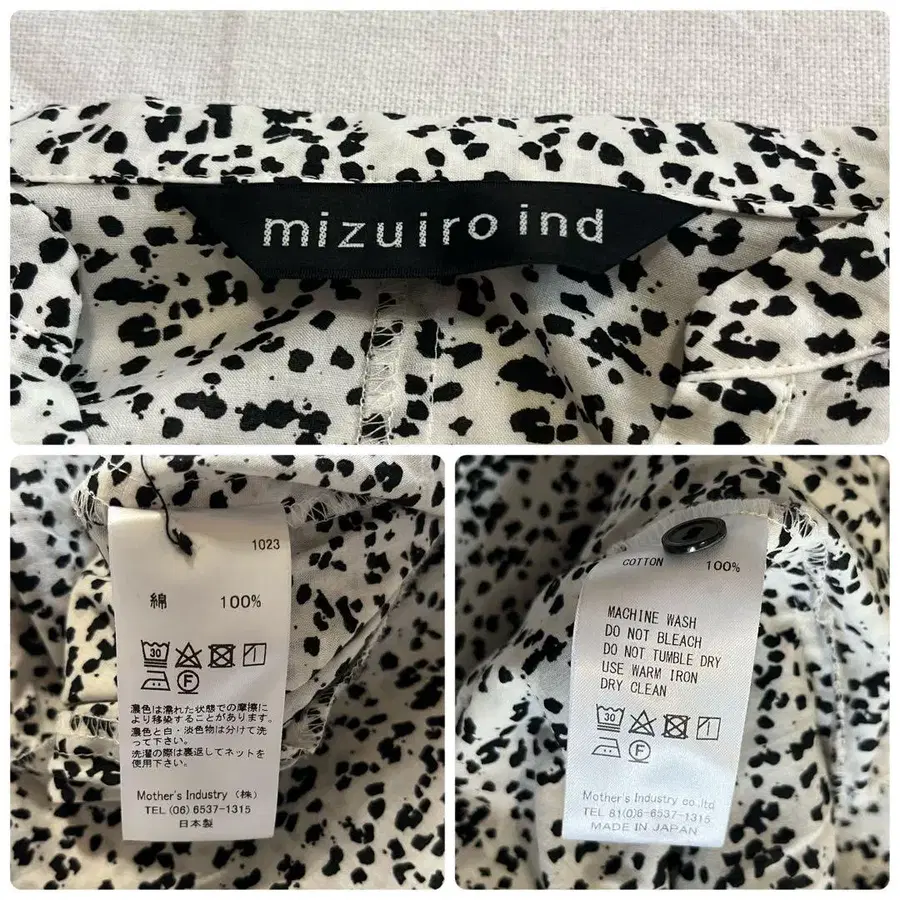 mizuiro ind
1023
綿 100%
30
F
濃色は濡れた状態での摩擦に
より移染することがあります。
濃色と白・淡色物は分けて洗
って下さい。
洗濯の際は裏返してネットを
使用下さい。
Mother's Industry (株)
TEL (06) 6537-1315
日本製
COTTON 100%
MACHINE WASH
DO NOT BLEACH
DO NOT TUMBLE DRY
USE WARM IRON
DRY CLEAN
30
F
Mother's Industry co.,ltd.
TEL 81(0)6-6537-1315
MADE IN JAPAN